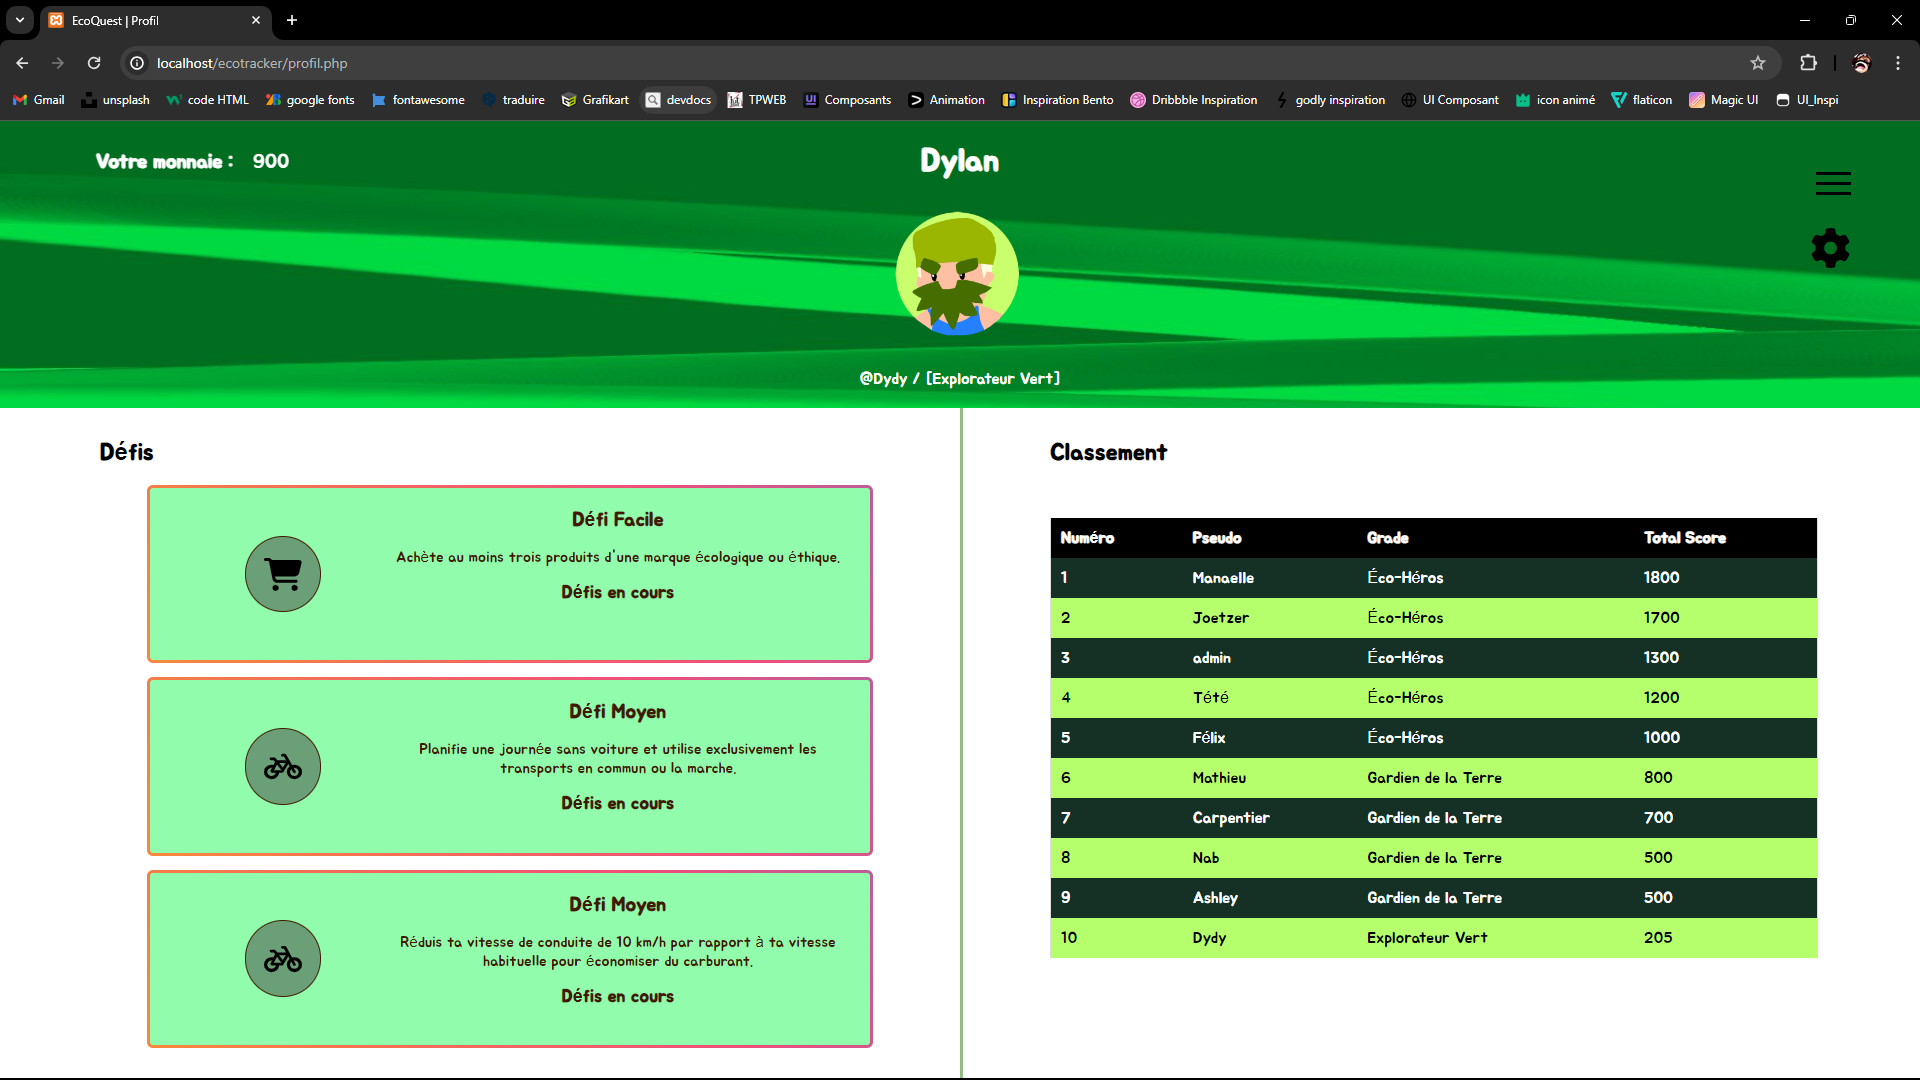 EcoQuest | Profil
localhost/ecotracker/profil.php
Gmail unsplash code HTML google fonts fontawesome traduire Grafikart devdocs TPWEB Composants Animation Inspiration Bento Dribbble Inspiration godly inspiration UI Composant icon animé flaticon Magic UI UI_Inspi
Votre monnaie : 900
Dylan
@Dydy / [Explorateur Vert]
Défis
Défi Facile
Achète au moins trois produits d'une marque écologique ou éthique.
Défis en cours
Défi Moyen
Planifie une journée sans voiture et utilise exclusivement les
transports en commun ou la marche.
Défis en cours
Défi Moyen
Réduis ta vitesse de conduite de 10 km/h par rapport à ta vitesse
habituelle pour économiser du carburant.
Défis en cours
Classement
Numéro Pseudo Grade Total Score
1 Manaelle Éco-Héros 1800
2 Joetzer Éco-Héros 1700
3 admin Éco-Héros 1300
4 Tété Éco-Héros 1200
5 Félix Éco-Héros 1000
6 Mathieu Gardien de la Terre 800
7 Carpentier Gardien de la Terre 700
8 Nab Gardien de la Terre 500
9 Ashley Gardien de la Terre 500
10 Dydy Explorateur Vert 205